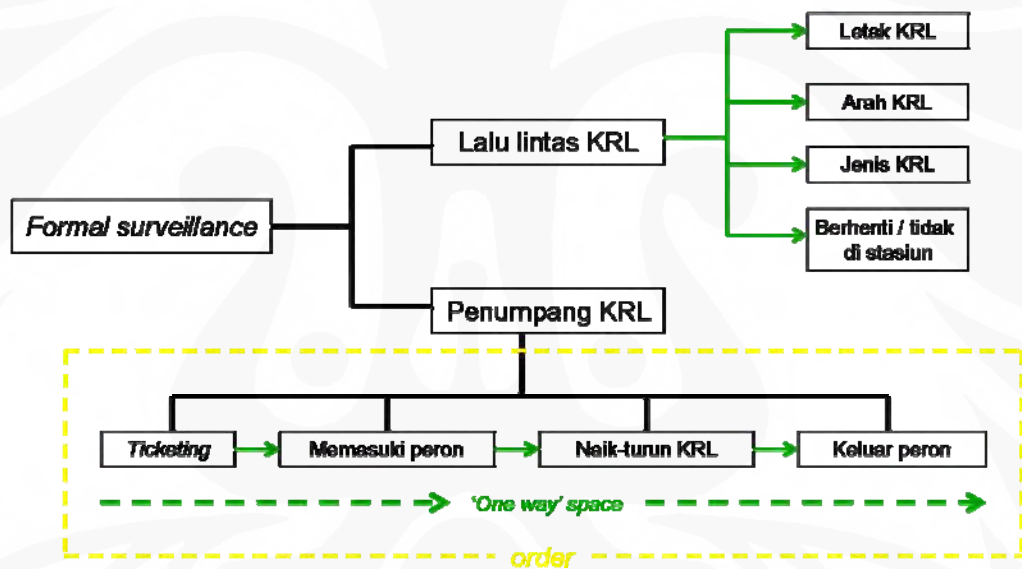 Letak KRL
Arah KRL
Lalu lintas KRL
Jenis KRL
Formal surveillance
Berhenti / tidak
di stasiun
Penumpang KRL
Ticketing
Memasuki peron
Naik-turun KRL
Keluar peron
'One way' space
order